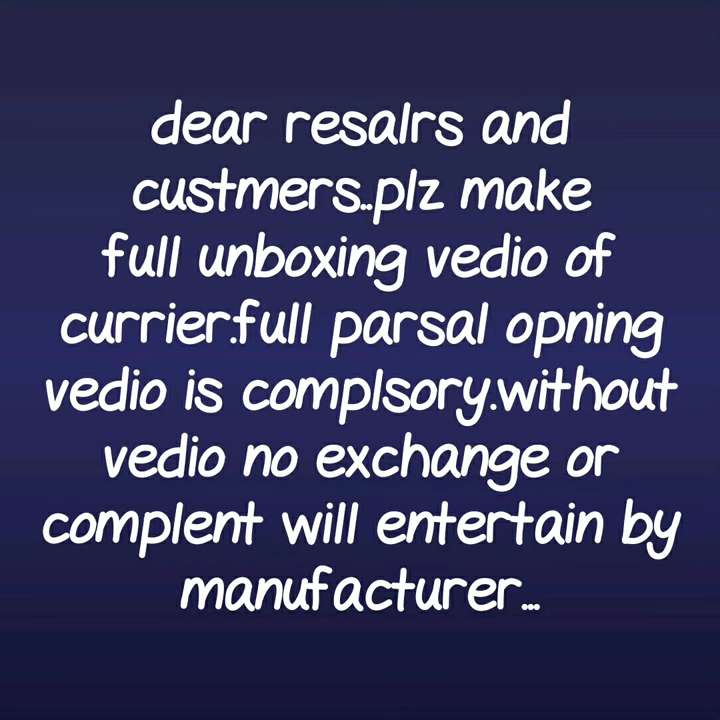 dear resalrs and
custmers..plz make
full unboxing vedio of
currier.full parsal opning
vedio is complsory.without
vedio no exchange or
complent will entertain by
manufacturer...